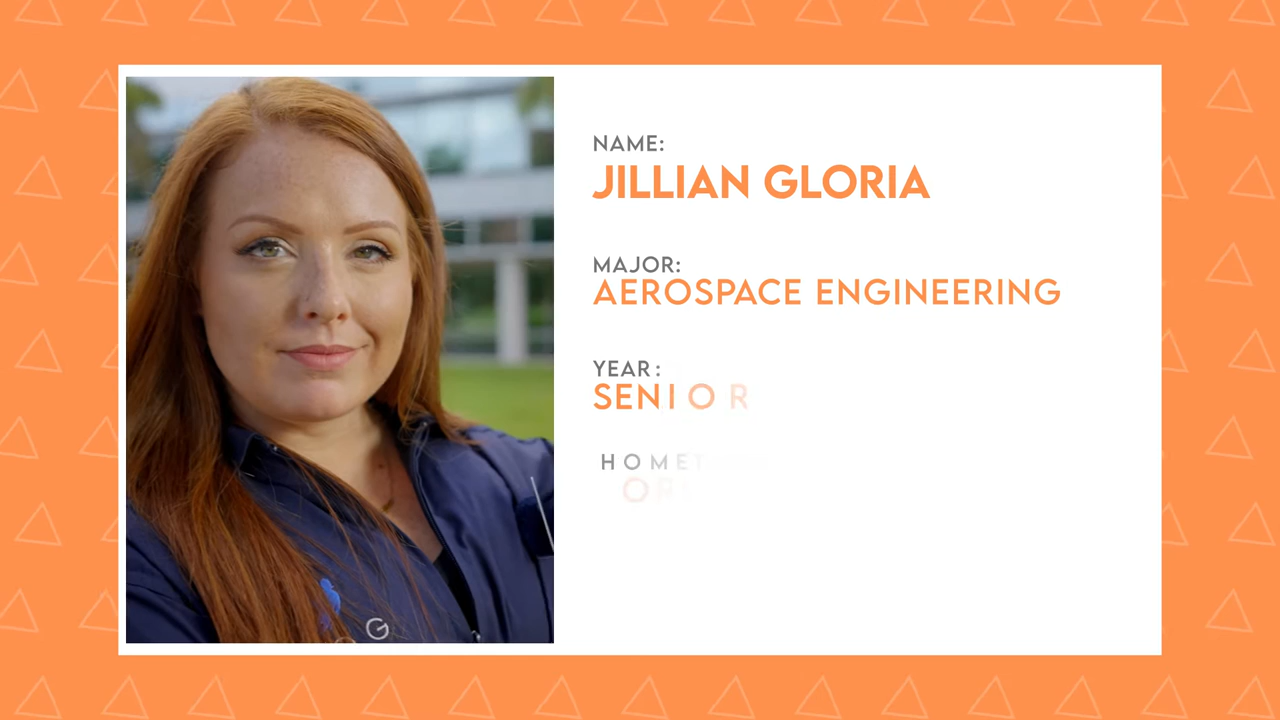 NAME:
JILLIAN GLORIA
MAJOR:
AEROSPACE ENGINEERING
YEAR:
SENIOR